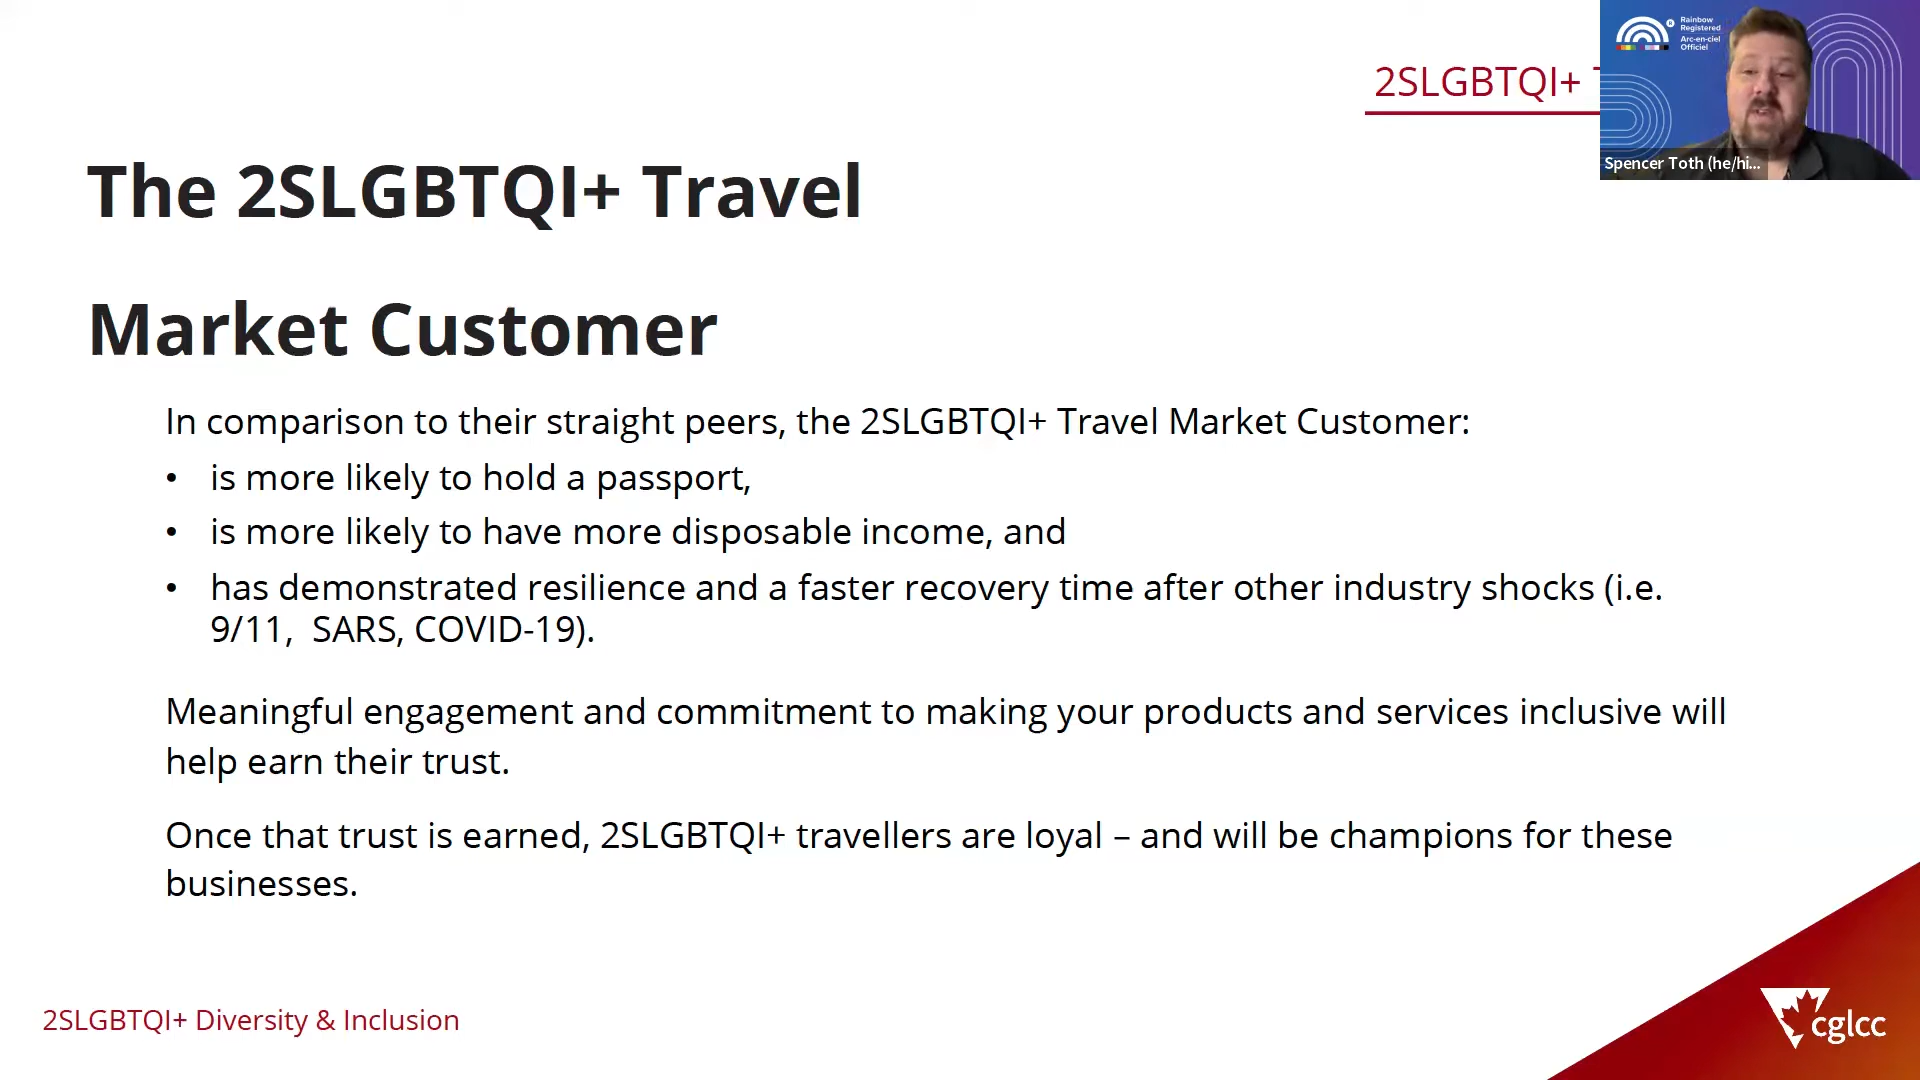 2SLGBTQI+
Rainbow
Registered
Arc-en-ciel
Officiel
Spencer Toth (he/hi...
The 2SLGBTQI+ Travel
Market Customer
In comparison to their straight peers, the 2SLGBTQI+ Travel Market Customer:
• is more likely to hold a passport,
• is more likely to have more disposable income, and
• has demonstrated resilience and a faster recovery time after other industry shocks (i.e.
9/11, SARS, COVID-19).
Meaningful engagement and commitment to making your products and services inclusive will
help earn their trust.
Once that trust is earned, 2SLGBTQI+ travellers are loyal – and will be champions for these
businesses.
2SLGBTQI+ Diversity & Inclusion
cglcc